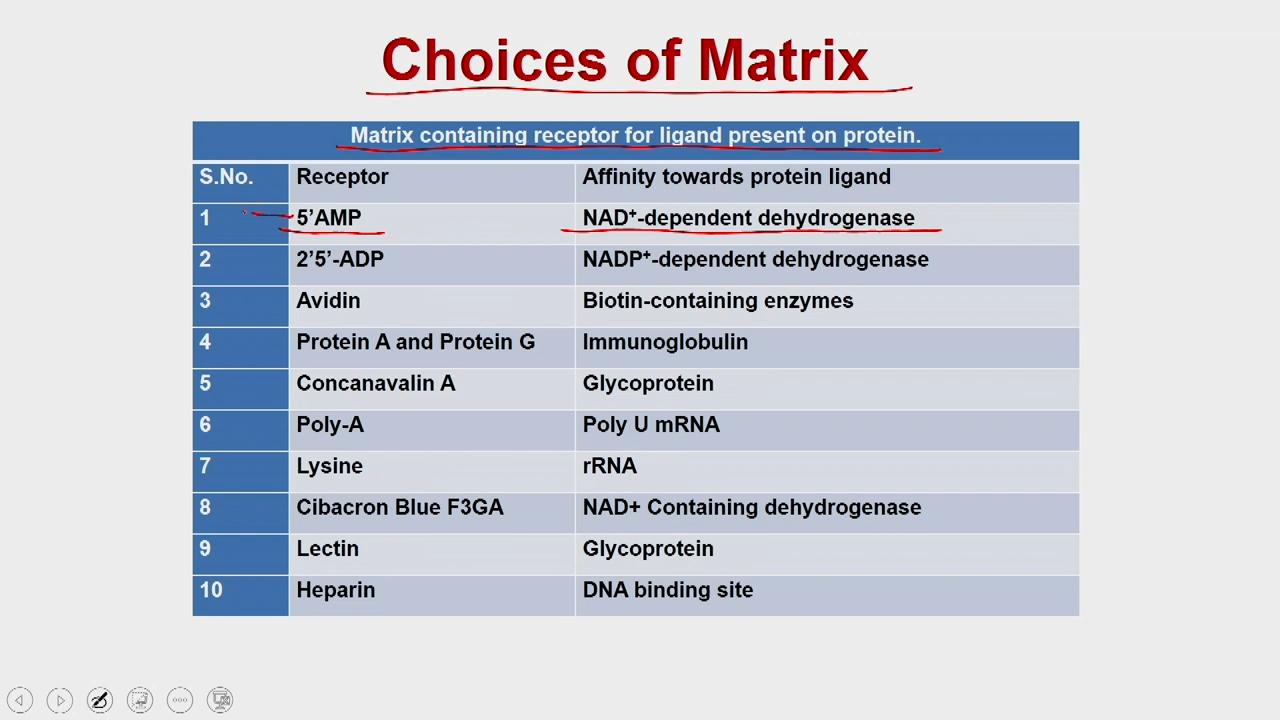 Choices of Matrix
Matrix containing receptor for ligand present on protein.
S.No. Receptor Affinity towards protein ligand
1 5’AMP NAD⁺-dependent dehydrogenase
2 2’5’-ADP NADP⁺-dependent dehydrogenase
3 Avidin Biotin-containing enzymes
4 Protein A and Protein G Immunoglobulin
5 Concanavalin A Glycoprotein
6 Poly-A Poly U mRNA
7 Lysine rRNA
8 Cibacron Blue F3GA NAD+ Containing dehydrogenase
9 Lectin Glycoprotein
10 Heparin DNA binding site